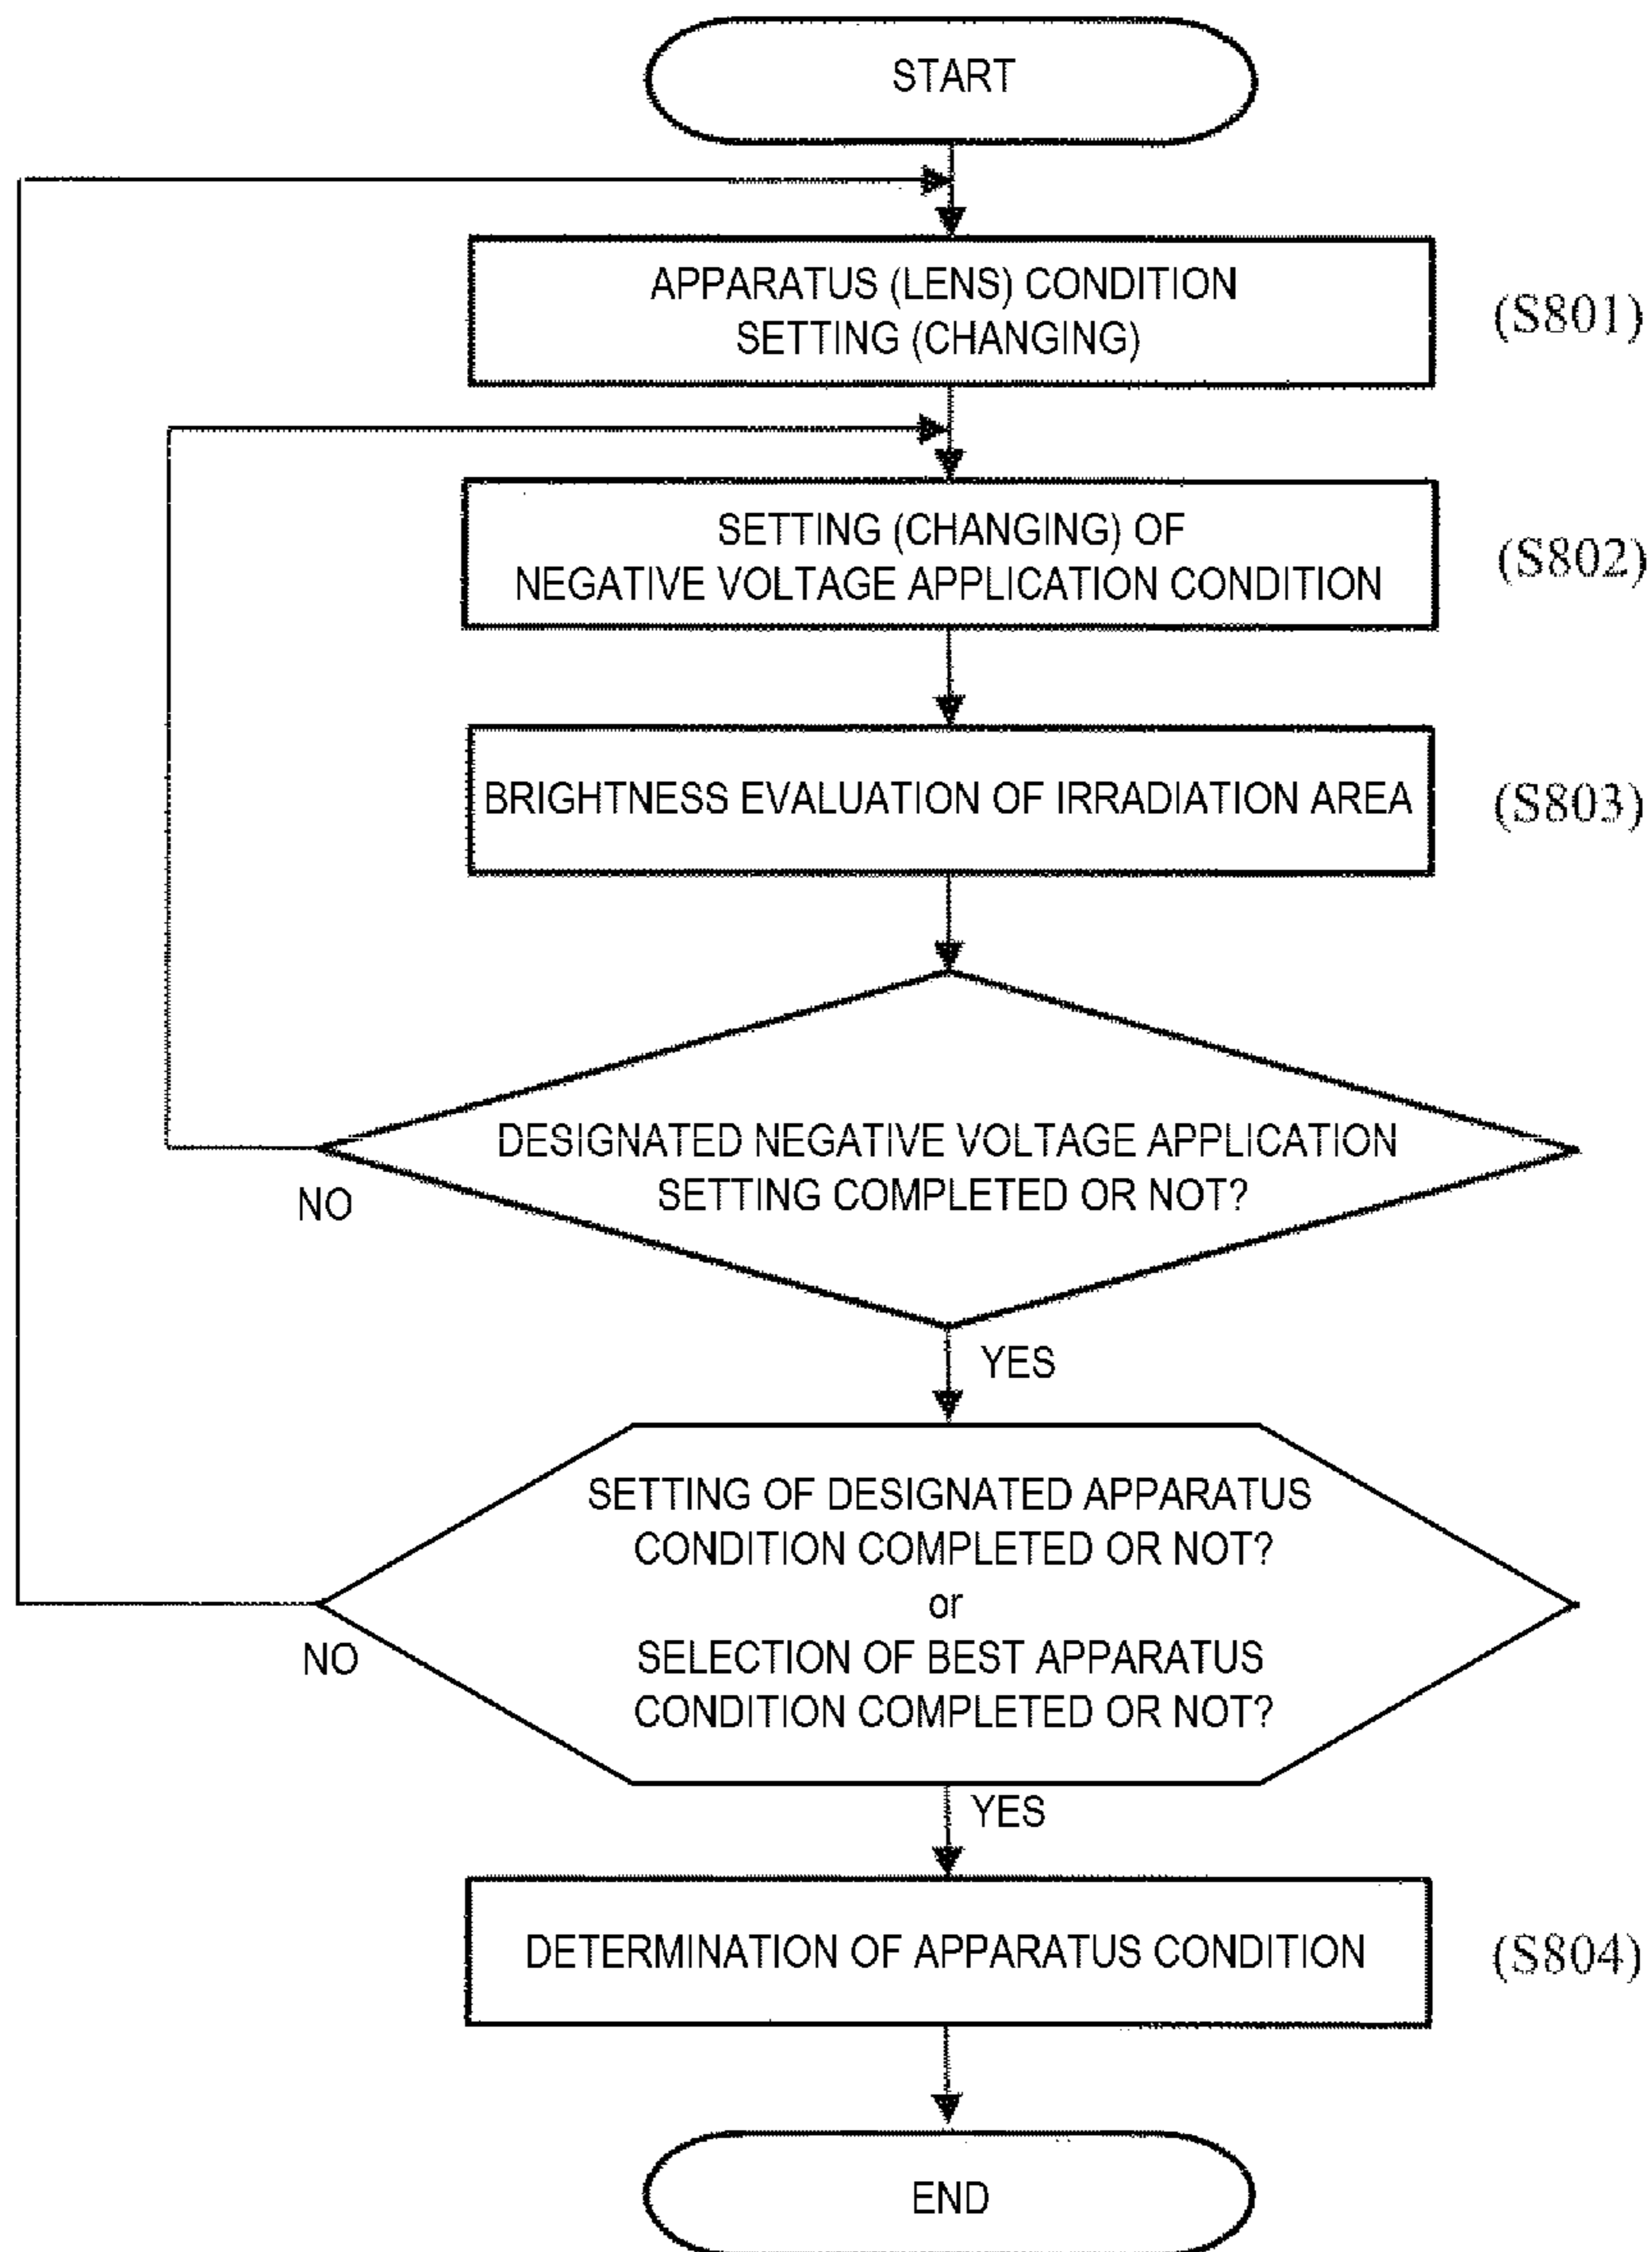 START
APPARATUS (LENS) CONDITION
SETTING (CHANGING)
(S801)
SETTING (CHANGING) OF
NEGATIVE VOLTAGE APPLICATION CONDITION
(S802)
BRIGHTNESS EVALUATION OF IRRADIATION AREA
(S803)
DESIGNATED NEGATIVE VOLTAGE APPLICATION
SETTING COMPLETED OR NOT?
NO
YES
SETTING OF DESIGNATED APPARATUS
CONDITION COMPLETED OR NOT?
or
SELECTION OF BEST APPARATUS
CONDITION COMPLETED OR NOT?
NO
YES
DETERMINATION OF APPARATUS CONDITION
(S804)
END